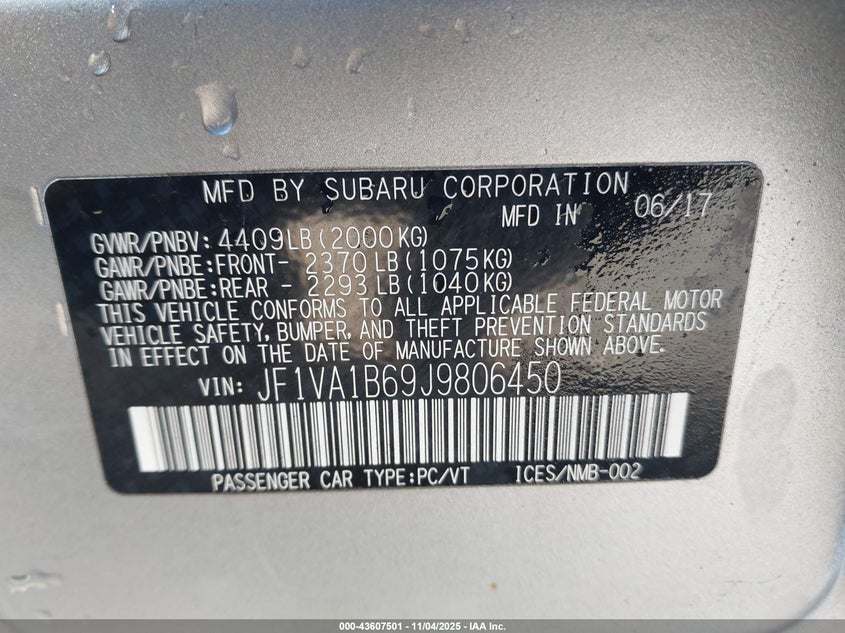 MFD BY SUBARU CORPORATION
MFD IN 06/17
GVWR/PNBV: 4409LB(2000KG)
GAWR/PNBE:FRONT- 2370LB(1075KG)
GAWR/PNBE:REAR - 2293LB(1040KG)
THIS VEHICLE CONFORMS TO ALL APPLICABLE FEDERAL MOTOR
VEHICLE SAFETY, BUMPER, AND THEFT PREVENTION STANDARDS
IN EFFECT ON THE DATE OF MANUFACTURE SHOWN ABOVE.
VIN: JF1VA1B69J9806450
PASSENGER CAR TYPE:PC/VT ICES/NMB-002
000-43607501 - 11/04/2025 - IAA Inc.